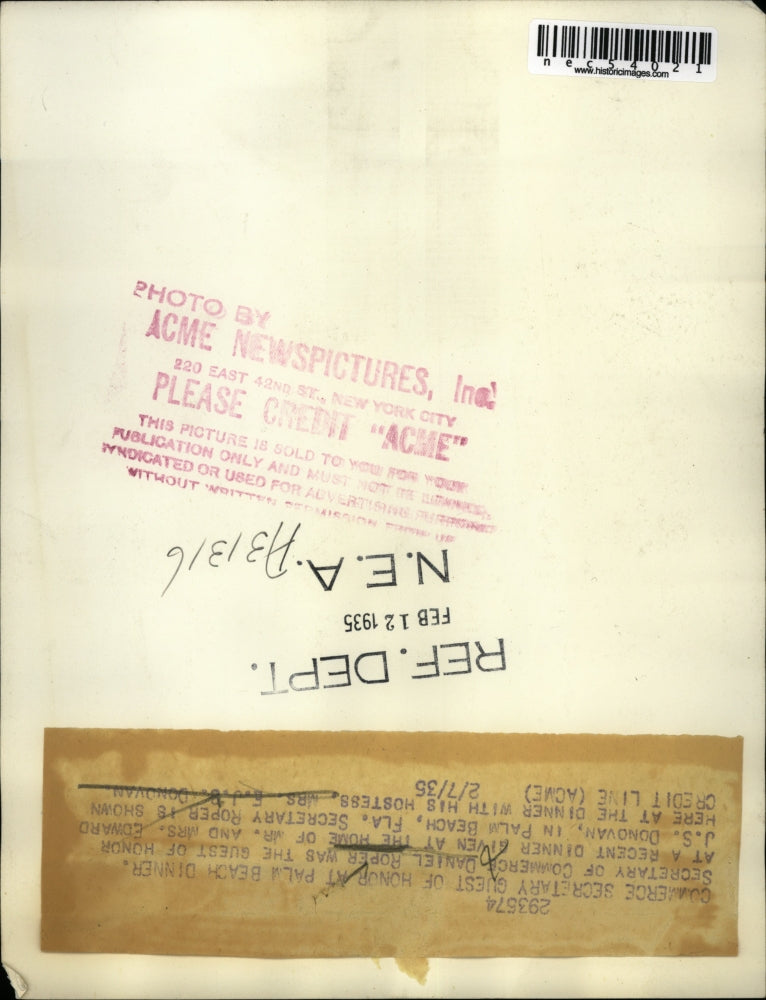 nec54021
www.historicimages.com
PHOTO BY
ACME NEWSPICTURES, Inc.
220 EAST 42ND ST., NEW YORK CITY
PLEASE CREDIT "ACME"
THIS PICTURE IS SOLD TO YOU FOR YOUR
PUBLICATION ONLY AND MUST NOT BE
SYNDICATED OR USED FOR ADVERTISING PURPOSES
WITHOUT WRITTEN PERMISSION FROM US
REF. DEPT.
FEB 12 1935
N.E.A. H31316
293574
COMMERCE SECRETARY GUEST OF HONOR AT PALM BEACH DINNER.
SECRETARY OF COMMERCE DANIEL ROPER WAS THE GUEST OF HONOR
AT A RECENT DINNER GIVEN AT THE HOME OF MR. AND MRS. EDWARD
J.S. DONOVAN, IN PALM BEACH, FLA. SECRETARY ROPER IS SHOWN
HERE AT THE DINNER WITH HIS HOSTESS. MRS. E.J. DONOVAN.
CREDIT LINE (ACME) 2/7/35